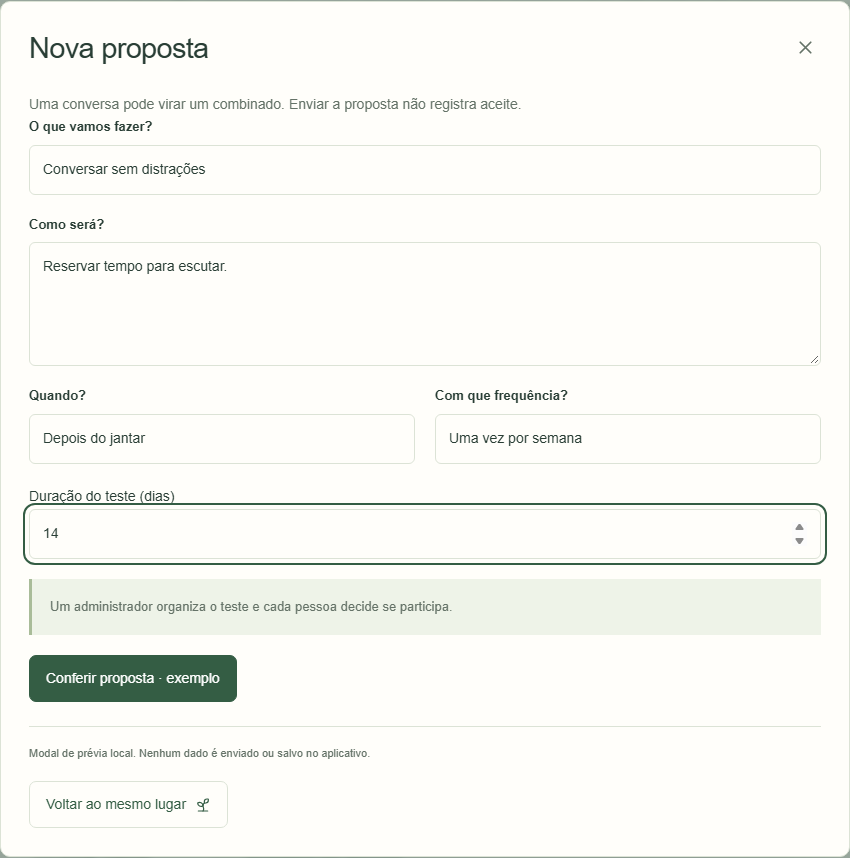 Nova proposta
Uma conversa pode virar um combinado. Enviar a proposta não registra aceite.
O que vamos fazer?
Conversar sem distrações
Como será?
Reservar tempo para escutar.
Quando?
Com que frequência?
Depois do jantar
Uma vez por semana
Duração do teste (dias)
14
Um administrador organiza o teste e cada pessoa decide se participa.
Conferir proposta · exemplo
Modal de prévia local. Nenhum dado é enviado ou salvo no aplicativo.
Voltar ao mesmo lugar